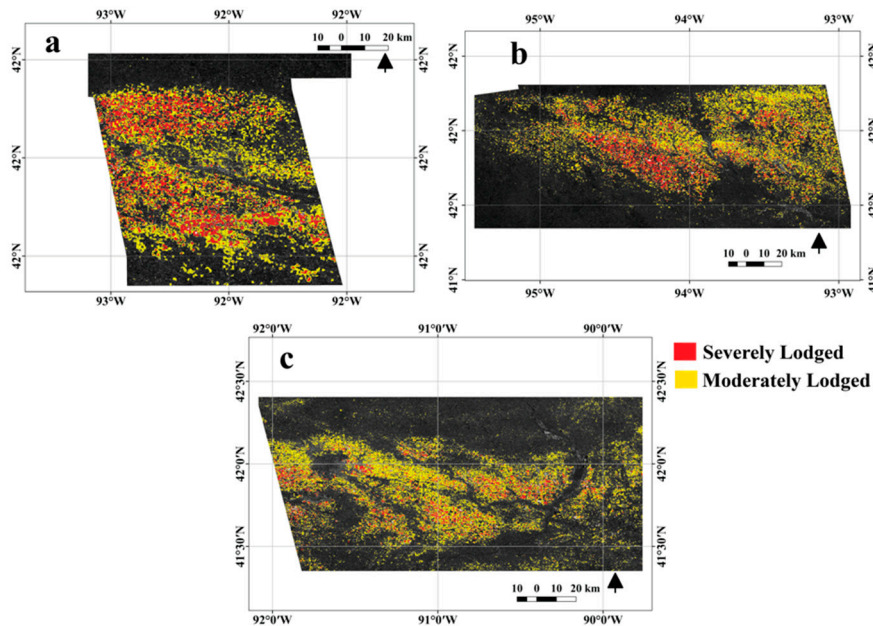 a
10 0 10 20 km
93°W 92°W 92°W
42°N 42°N
42°N 42°N
42°N 42°N
93°W 92°W 92°W
b
95°W 94°W 93°W
42°N 42°N
42°N 42°N
42°N 42°N
41°N 41°N
10 0 10 20 km
95°W 94°W 93°W
c
92°0'W 91°0'W 90°0'W
42°30'N 42°30'N
42°0'N 42°0'N
41°30'N 41°30'N
10 0 10 20 km
92°0'W 91°0'W 90°0'W
Severely Lodged
Moderately Lodged